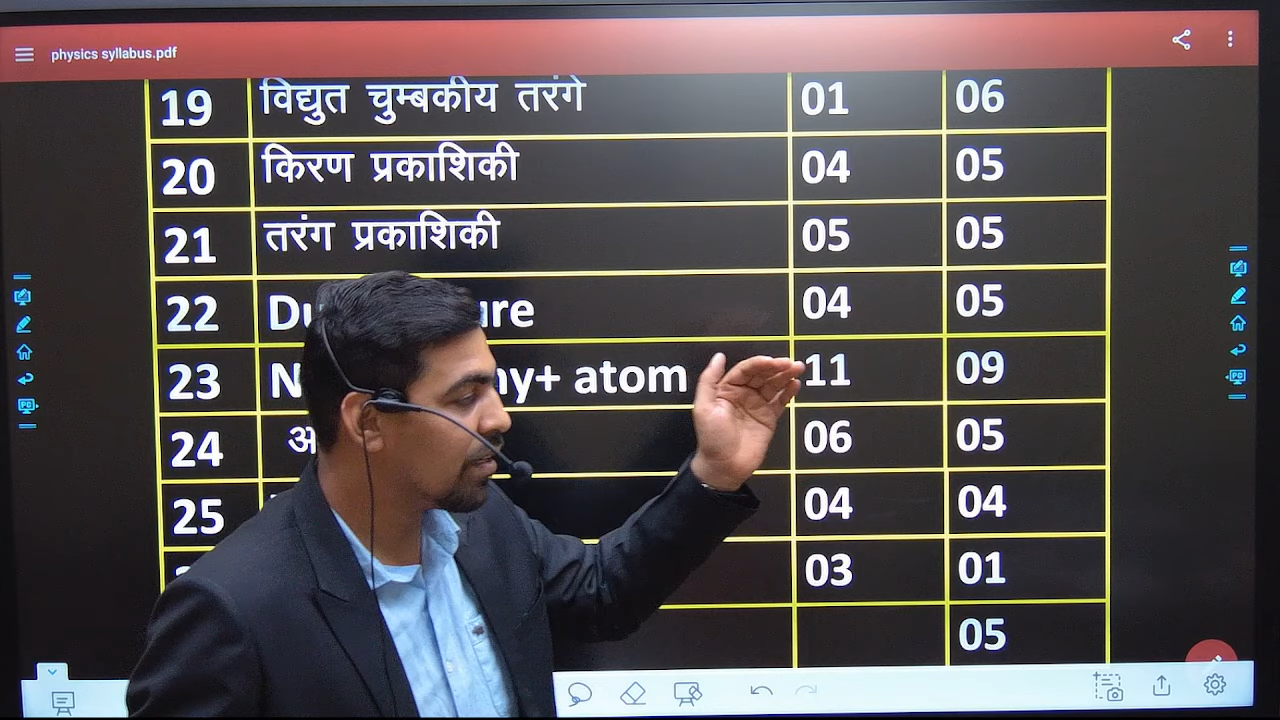 physics syllabus.pdf
19 विद्युत चुम्बकीय तरंगे 01 06
20 किरण प्रकाशिकी 04 05
21 तरंग प्रकाशिकी 05 05
22 04 05
23 + atom 11 09
24 06 05
25 04 04
03 01
05